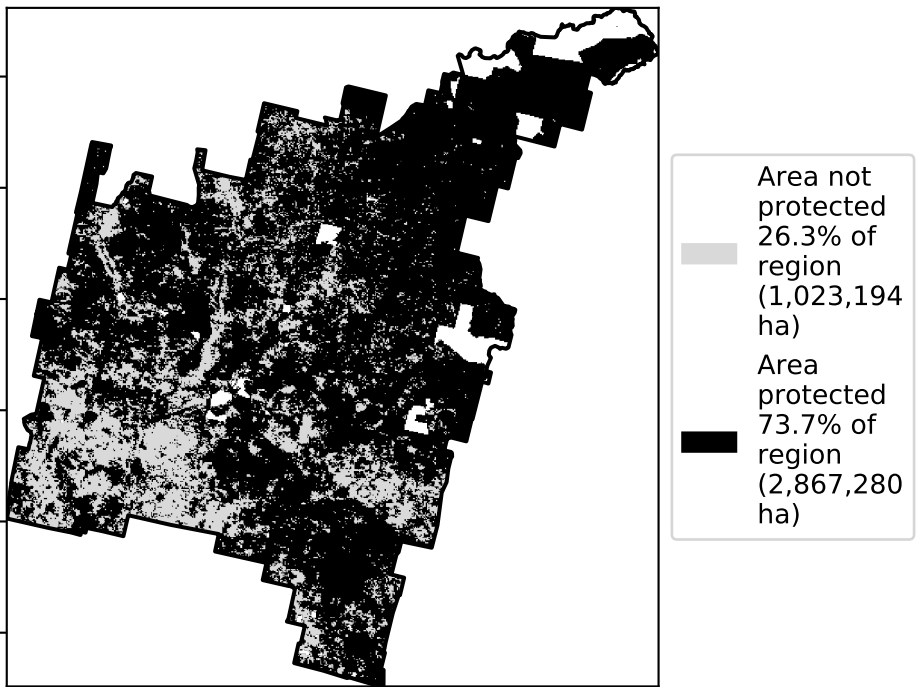 Area not
protected
26.3% of
region
(1,023,194
ha)
Area
protected
73.7% of
region
(2,867,280
ha)